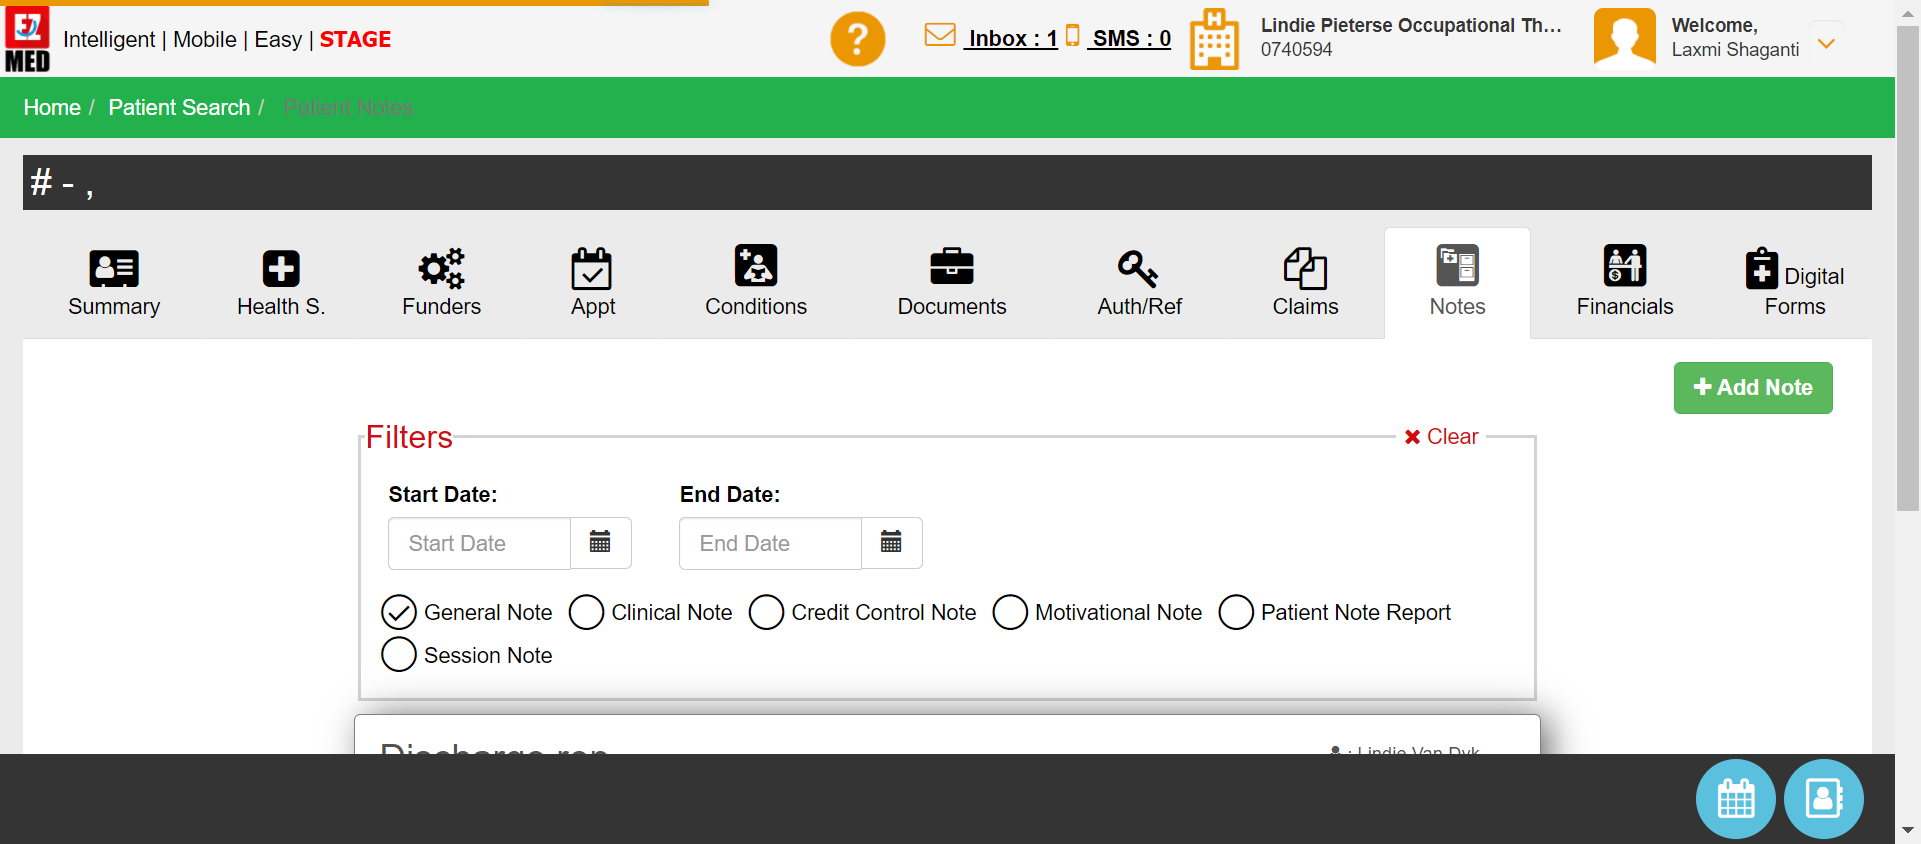 EZ
MED
Intelligent | Mobile | Easy | STAGE
?
Inbox : 1
SMS : 0
Lindie Pieterse Occupational Th...
0740594
Welcome,
Laxmi Shaganti
Home / Patient Search / Patient Notes
# - ,
Summary
Health S.
Funders
Appt
Conditions
Documents
Auth/Ref
Claims
Notes
Financials
Digital
Forms
Add Note
Filters
Clear
Start Date:
End Date:
Start Date
End Date
General Note
Clinical Note
Credit Control Note
Motivational Note
Patient Note Report
Session Note
Discharge rep
: Lindie Van Dyk